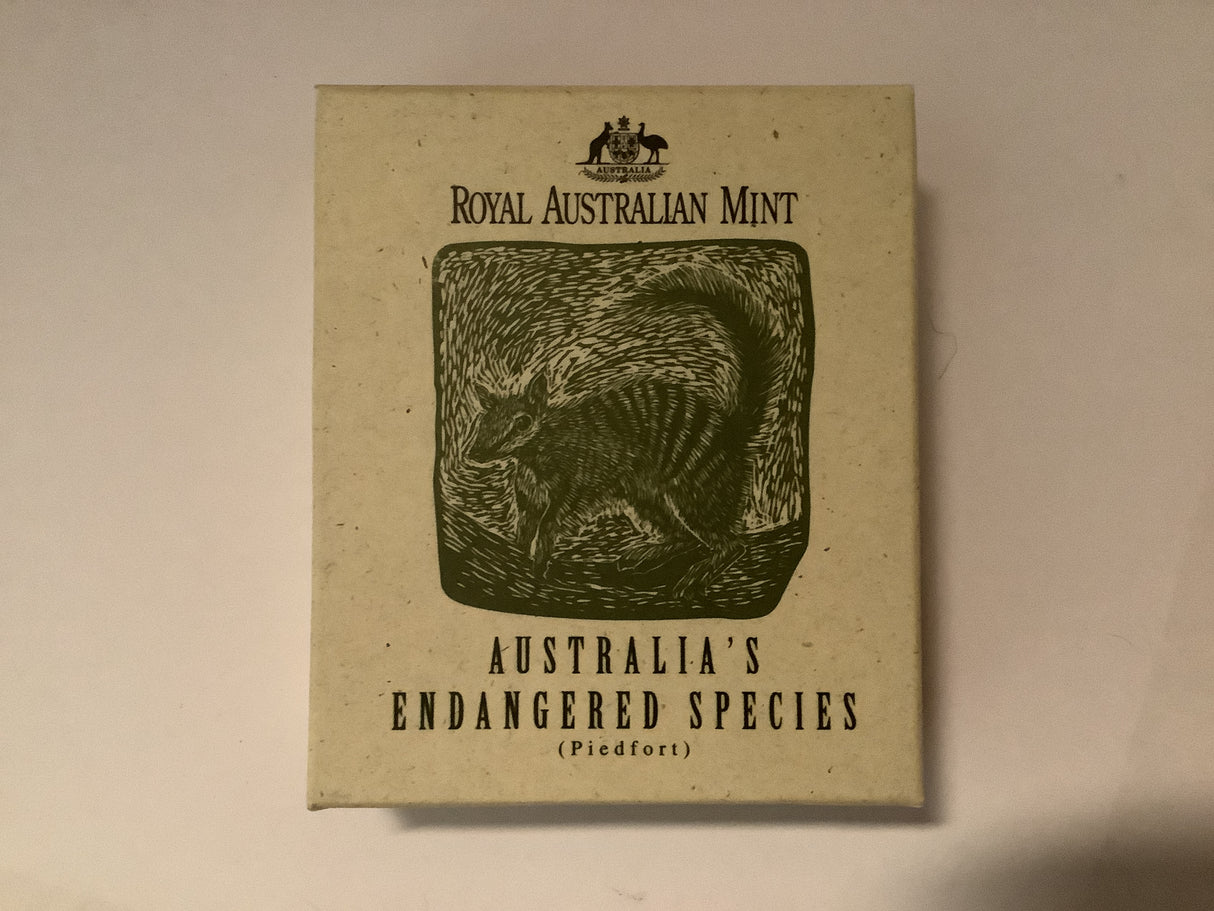 AUSTRALIA
ROYAL AUSTRALIAN MINT
AUSTRALIA'S
ENDANGERED SPECIES
(Piedfort)